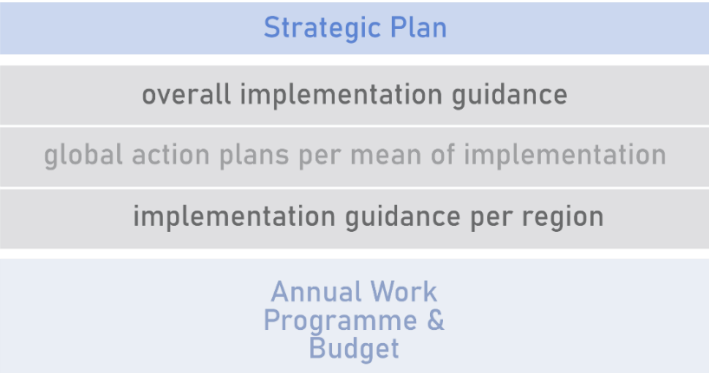 Strategic Plan
overall implementation guidance
global action plans per mean of implementation
implementation guidance per region
Annual Work
Programme &
Budget